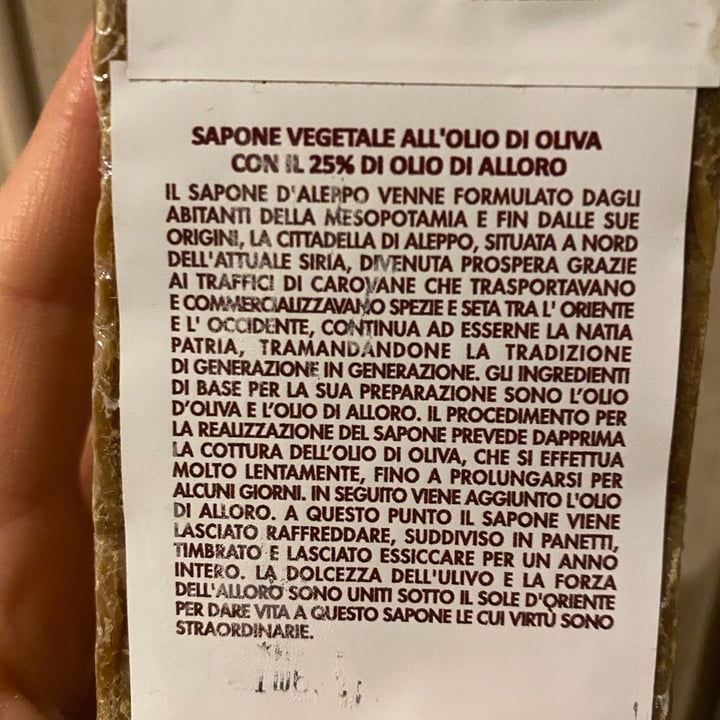 SAPONE VEGETALE ALL'OLIO DI OLIVA
CON IL 25% DI OLIO DI ALLORO
IL SAPONE D'ALEPPO VENNE FORMULATO DAGLI
ABITANTI DELLA MESOPOTAMIA E FIN DALLE SUE
ORIGINI, LA CITTADELLA DI ALEPPO, SITUATA A NORD
DELL'ATTUALE SIRIA, DIVENUTA PROSPERA GRAZIE
AI TRAFFICI DI CAROVANE CHE TRASPORTAVANO
E COMMERCIALIZZAVANO SPEZIE E SETA TRA L' ORIENTE
E L' OCCIDENTE, CONTINUA AD ESSERNE LA NATIA
PATRIA, TRAMANDANDONE LA TRADIZIONE
DI GENERAZIONE IN GENERAZIONE. GLI INGREDIENTI
DI BASE PER LA SUA PREPARAZIONE SONO L'OLIO
D'OLIVA E L'OLIO DI ALLORO. IL PROCEDIMENTO PER
LA REALIZZAZIONE DEL SAPONE PREVEDE DAPPRIMA
LA COTTURA DELL'OLIO DI OLIVA, CHE SI EFFETTUA
MOLTO LENTAMENTE, FINO A PROLUNGARSI PER
ALCUNI GIORNI. IN SEGUITO VIENE AGGIUNTO L'OLIO
DI ALLORO. A QUESTO PUNTO IL SAPONE VIENE
LASCIATO RAFFREDDARE, SUDDIVISO IN PANETTI,
TIMBRATO E LASCIATO ESSICCARE PER UN ANNO
INTERO. LA DOLCEZZA DELL'ULIVO E LA FORZA
DELL'ALLORO SONO UNITI SOTTO IL SOLE D'ORIENTE
PER DARE VITA A QUESTO SAPONE LE CUI VIRTÙ SONO
STRAORDINARIE.